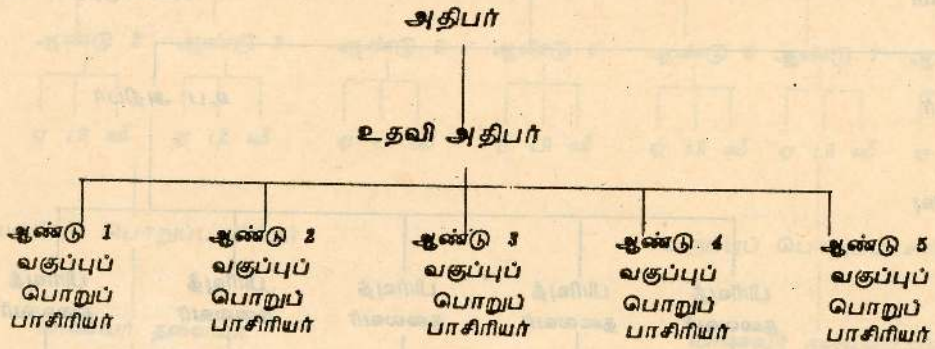 அதிபர்
உதவி அதிபர்
ஆண்டு 1
வகுப்புப்
பொறுப்
பாசிரியர்
ஆண்டு 2
வகுப்புப்
பொறுப்
பாசிரியர்
ஆண்டு 3
வகுப்புப்
பொறுப்
பாசிரியர்
ஆண்டு 4
வகுப்புப்
பொறுப்
பாசிரியர்
ஆண்டு 5
வகுப்புப்
பொறுப்
பாசிரியர்